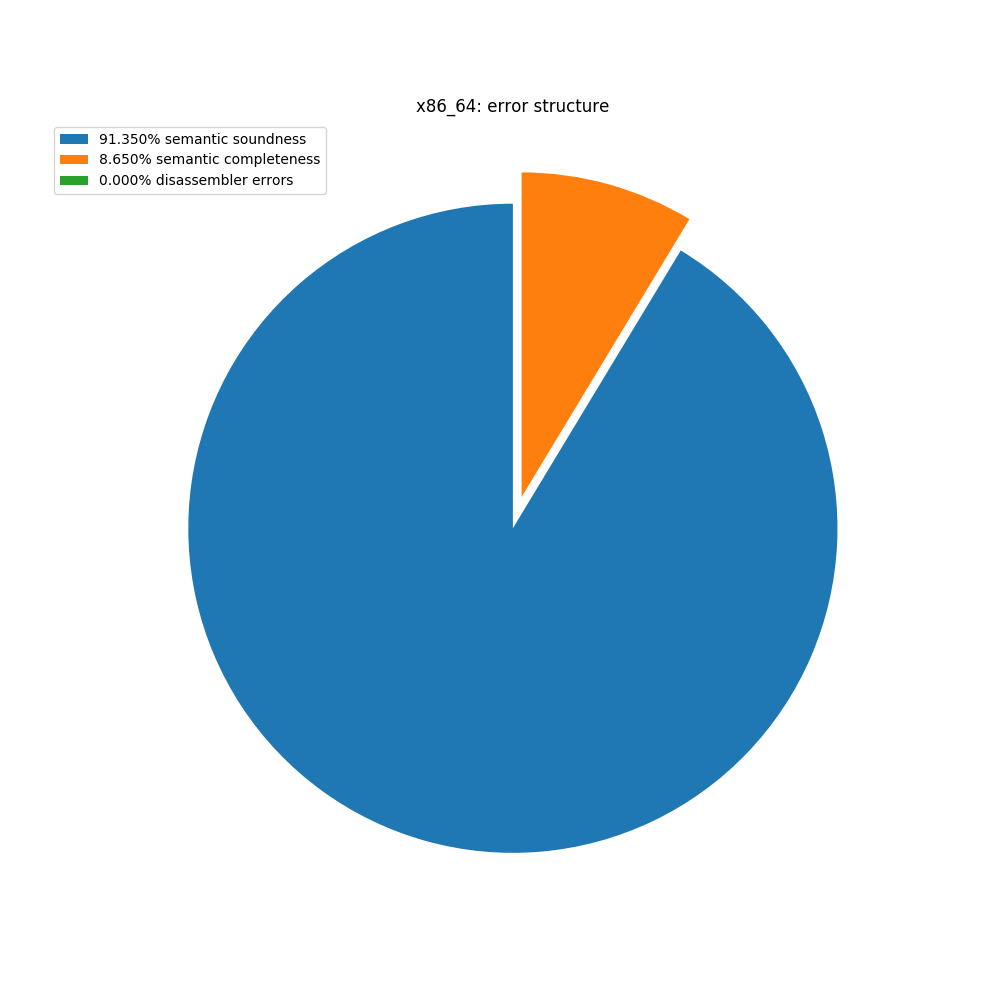 x86_64: error structure
91.350% semantic soundness
8.650% semantic completeness
0.000% disassembler errors